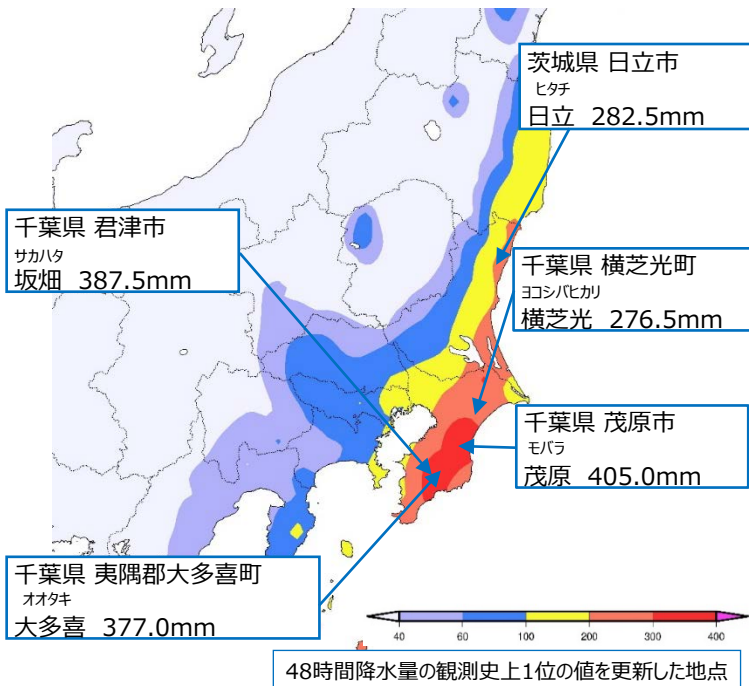 茨城県 日立市
ヒタチ
日立 282.5mm
千葉県 君津市
サカハタ
坂畑 387.5mm
千葉県 横芝光町
ヨコシバヒカリ
横芝光 276.5mm
千葉県 茂原市
モバラ
茂原 405.0mm
千葉県 夷隅郡大多喜町
オオタキ
大多喜 377.0mm
40 60 100 200 300 400
48時間降水量の観測史上1位の値を更新した地点